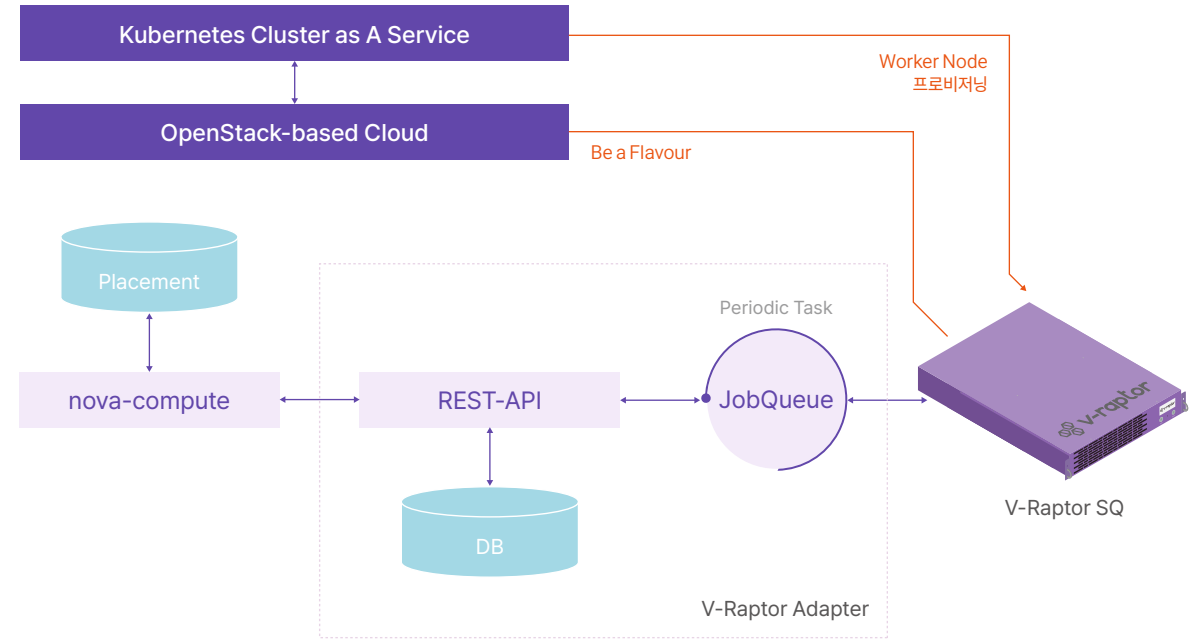 Kubernetes Cluster as A Service
Worker Node
프로비저닝
OpenStack-based Cloud
Be a Flavour
Placement
Periodic Task
nova-compute
REST-API
JobQueue
v-raptor
V-Raptor SQ
DB
V-Raptor Adapter